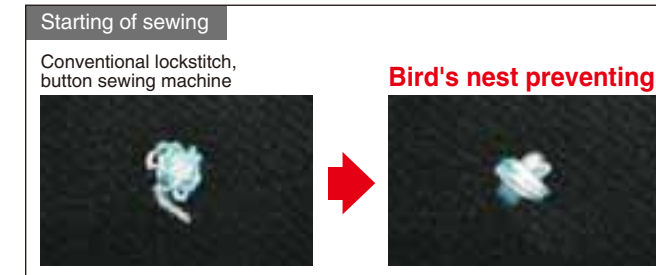 Starting of sewing
Conventional lockstitch,
button sewing machine
Bird's nest preventing